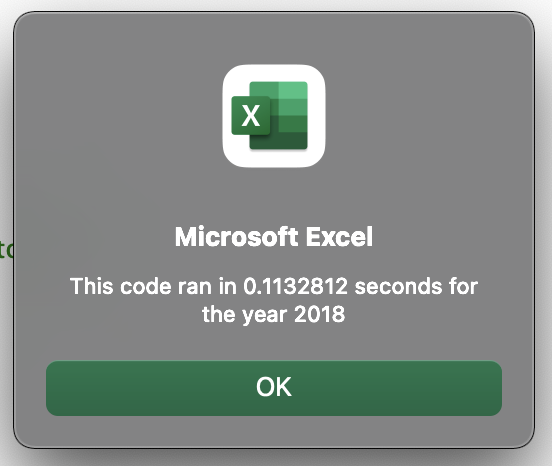 X
Microsoft Excel
This code ran in 0.1132812 seconds for
the year 2018
OK